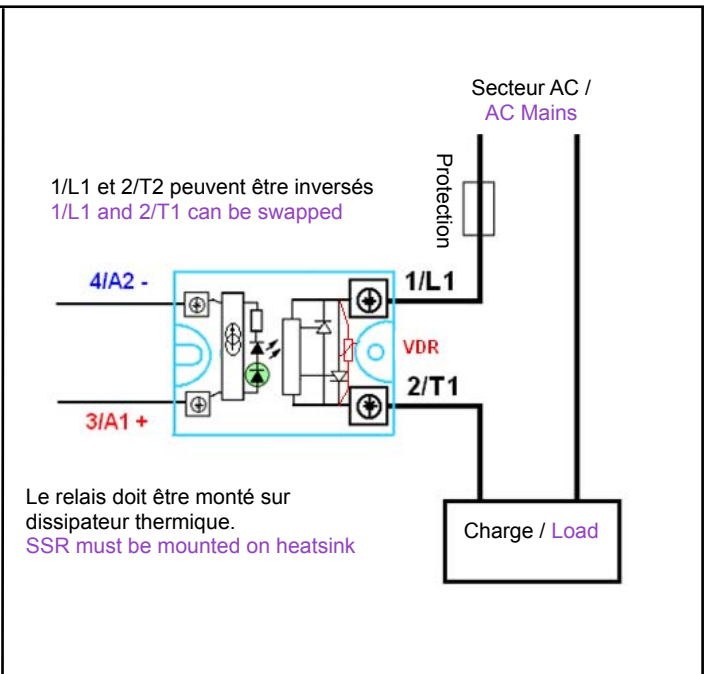 Secteur AC /
AC Mains
Protection
1/L1 et 2/T2 peuvent être inversés
1/L1 and 2/T1 can be swapped
4/A2 -
1/L1
VDR
2/T1
3/A1 +
Le relais doit être monté sur
dissipateur thermique.
SSR must be mounted on heatsink
Charge / Load